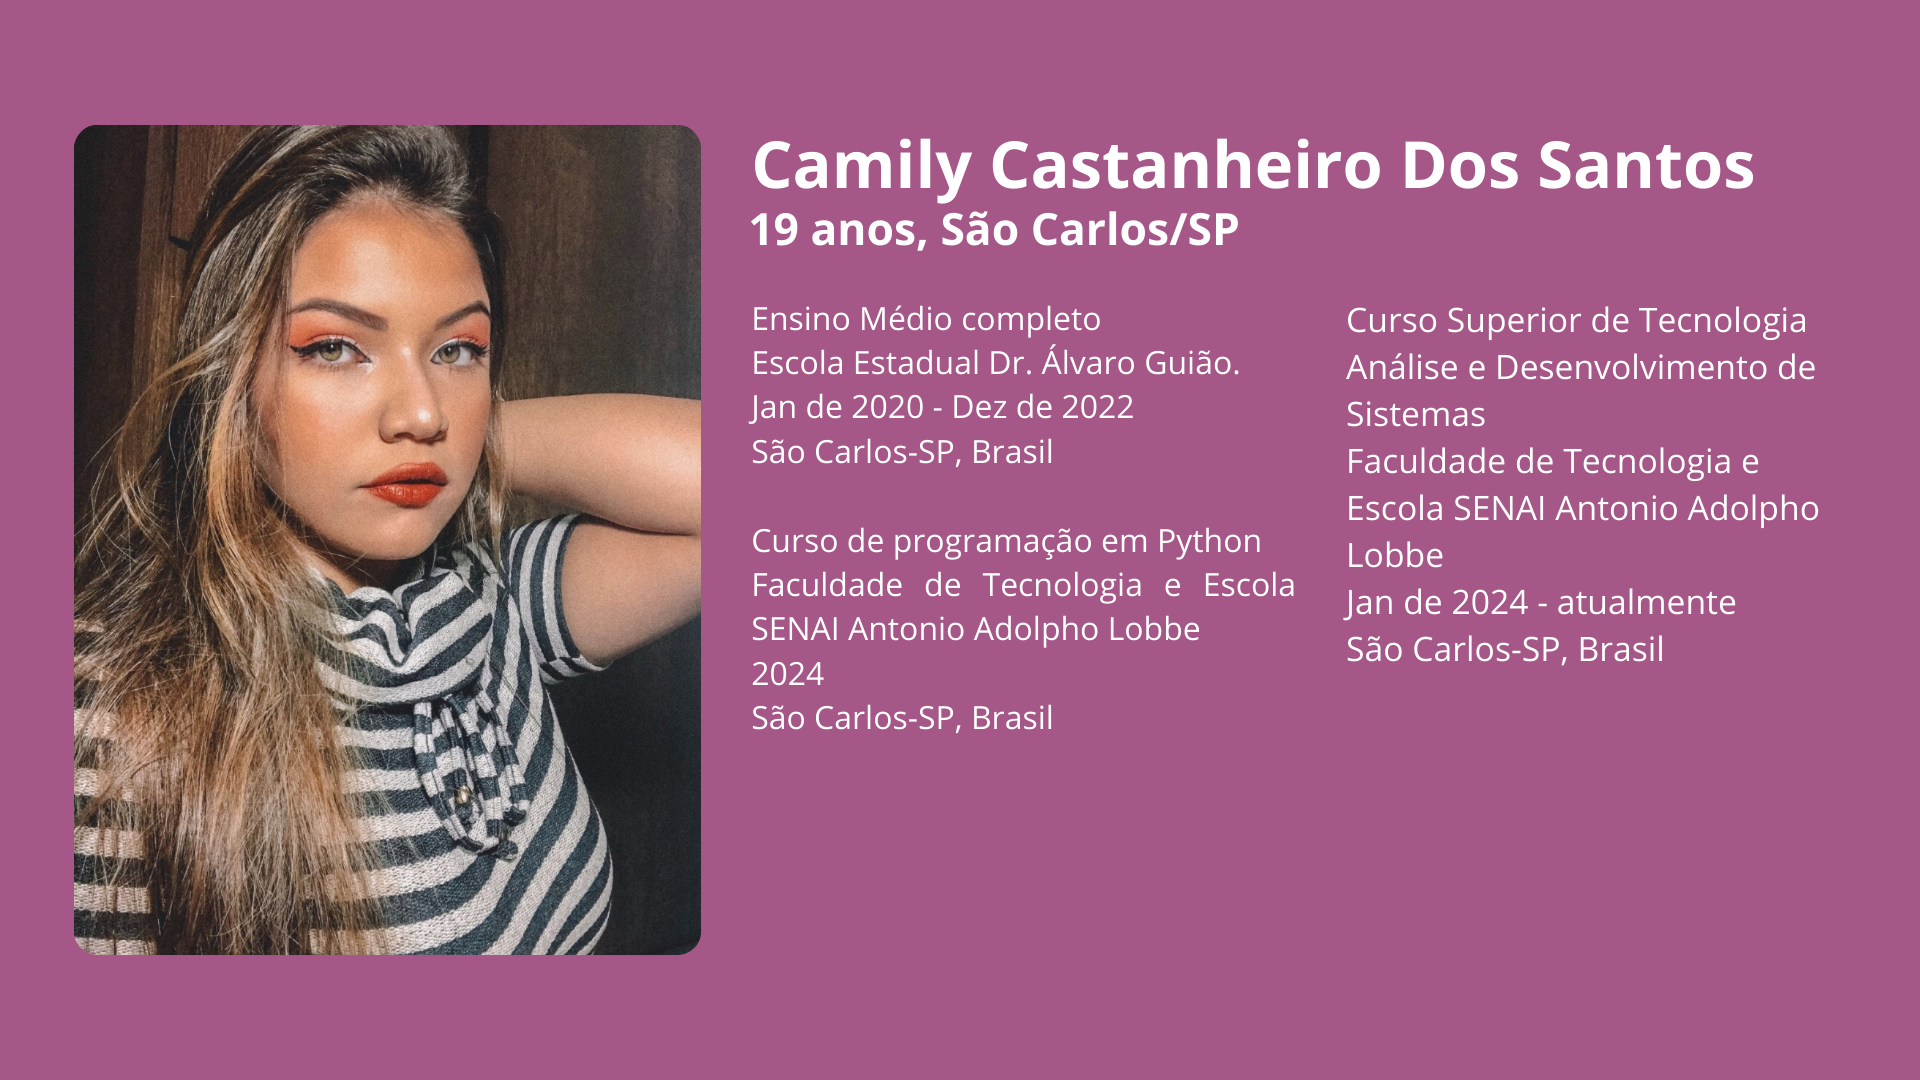 Camily Castanheiro Dos Santos
19 anos, São Carlos/SP
Ensino Médio completo
Escola Estadual Dr. Álvaro Guião.
Jan de 2020 - Dez de 2022
São Carlos-SP, Brasil
Curso de programação em Python
Faculdade de Tecnologia e Escola
SENAI Antonio Adolpho Lobbe
2024
São Carlos-SP, Brasil
Curso Superior de Tecnologia
Análise e Desenvolvimento de
Sistemas
Faculdade de Tecnologia e
Escola SENAI Antonio Adolpho
Lobbe
Jan de 2024 - atualmente
São Carlos-SP, Brasil